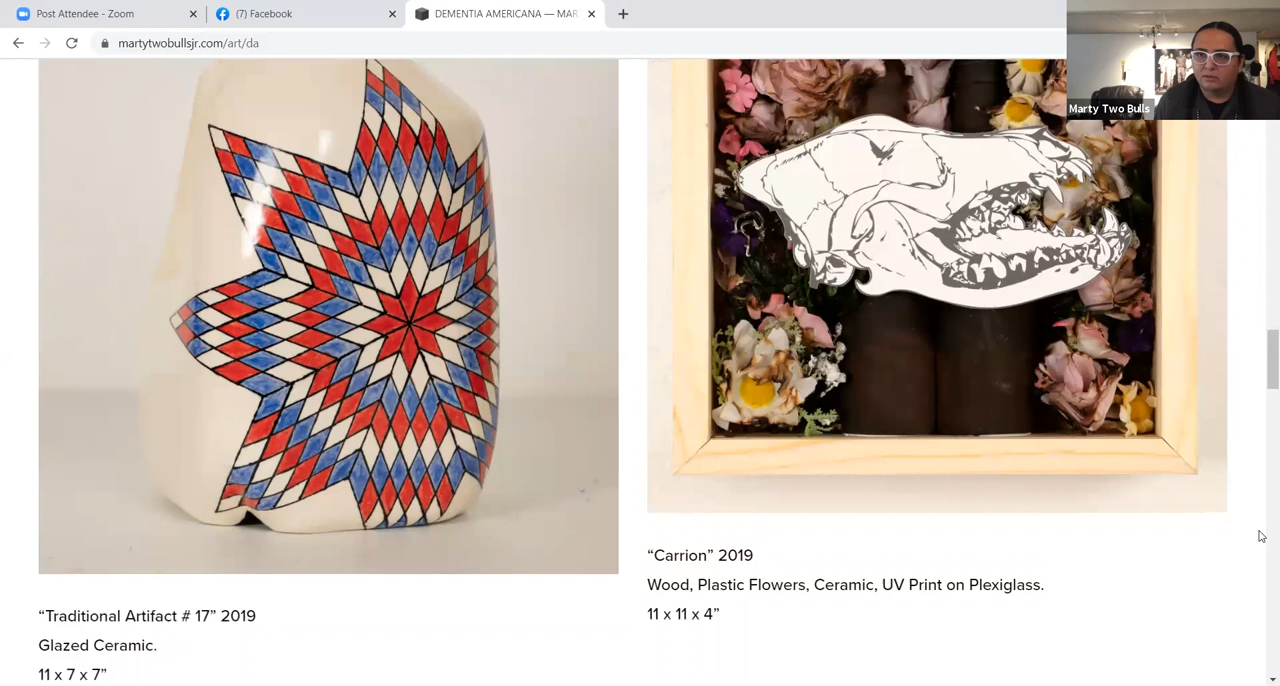 Post Attendee - Zoom
(7) Facebook
DEMENTIA AMERICANA — MAR
martytwobullsjr.com/art/da
Marty Two Bulls
“Carrion” 2019
Wood, Plastic Flowers, Ceramic, UV Print on Plexiglass.
11 x 11 x 4”
“Traditional Artifact # 17” 2019
Glazed Ceramic.
11 x 7 x 7”